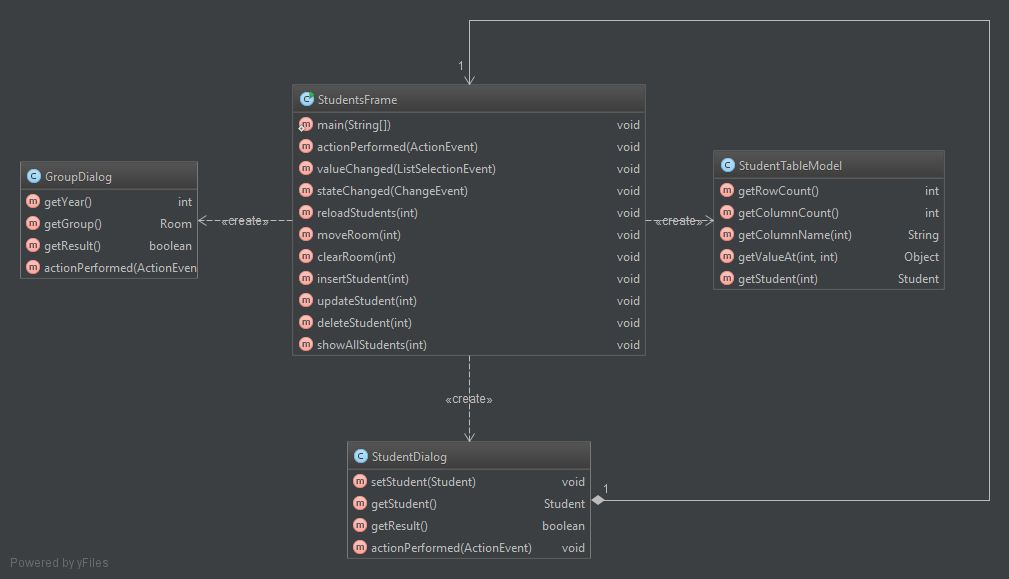 1
StudentsFrame
main(String[]) void
actionPerformed(ActionEvent) void
valueChanged(ListSelectionEvent) void
stateChanged(ChangeEvent) void
reloadStudents(int) void
moveRoom(int) void
clearRoom(int) void
insertStudent(int) void
updateStudent(int) void
deleteStudent(int) void
showAllStudents(int) void
GroupDialog
getYear() int
getGroup() Room
getResult() boolean
actionPerformed(ActionEven
«create»
«create»
StudentTableModel
getRowCount() int
getColumnCount() int
getColumnName(int) String
getValueAt(int, int) Object
getStudent(int) Student
«create»
StudentDialog
setStudent(Student) void
getStudent() Student
getResult() boolean
actionPerformed(ActionEvent) void
1
Powered by yFiles